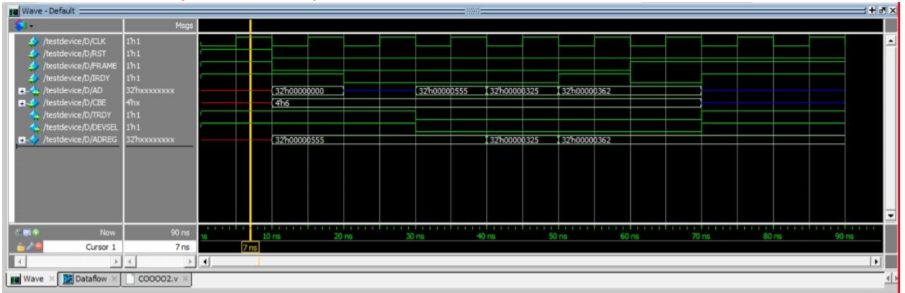 Wave - Default
Msgs
/testdevice/D/CLK 1'h1
/testdevice/D/RST 1'h1
/testdevice/D/FRAME 1'h1
/testdevice/D/IRDY 1'h1
/testdevice/D/AD 32'hxxxxxxxx 32'h00000000 32'h00000555 32'h00000325 32'h00000362
/testdevice/D/CBE 4'hx 4'h6
/testdevice/D/TRDY 1'h1
/testdevice/D/DEVSEL 1'h1
/testdevice/D/ADREG 32'hxxxxxxxx 32'h00000555 32'h00000325 32'h00000362
Now 90 ns ns 10 ns 20 ns 30 ns 40 ns 50 ns 60 ns 70 ns 80 ns 90 ns
Cursor 1 7 ns 7 ns
Wave Dataflow COOOO2.v